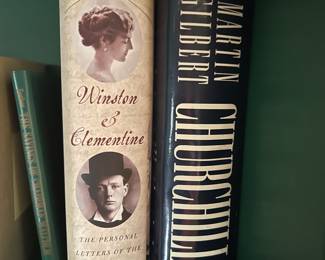 Winston
&
Clementine
THE PERSONAL
LETTERS OF THE
MARTIN
GILBERT
CHURCHILL